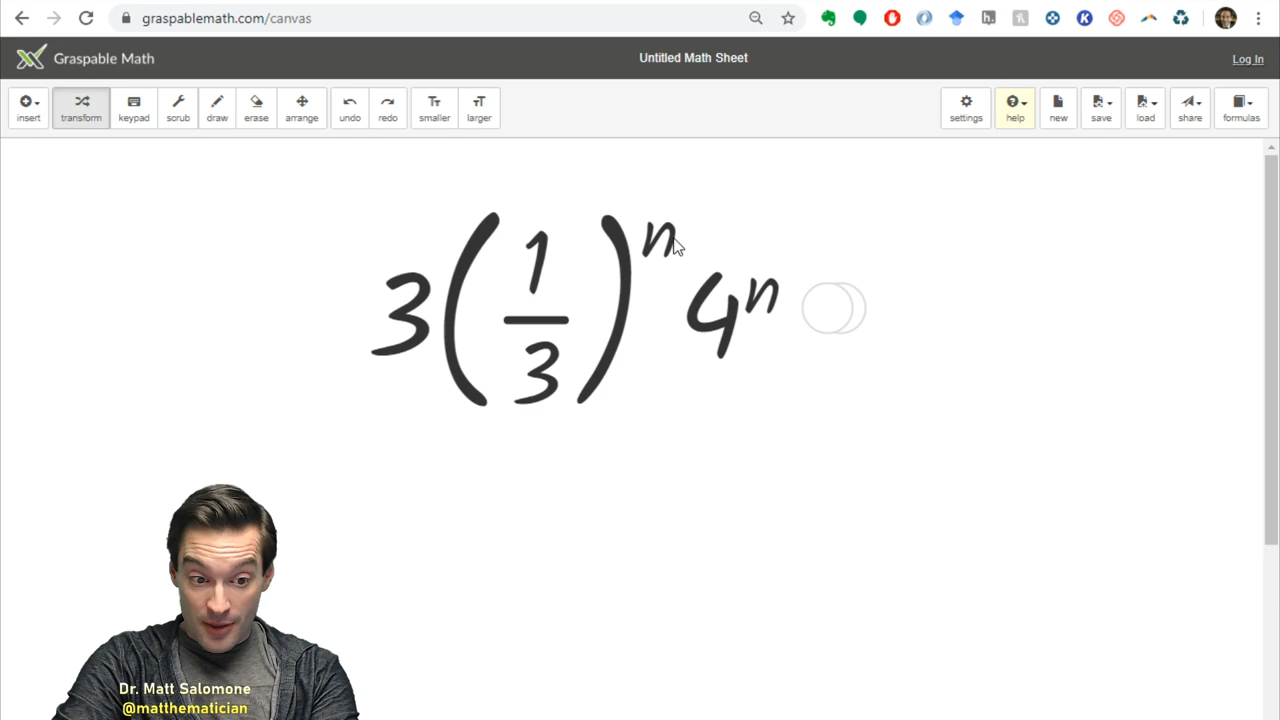 graspablemath.com/canvas
Graspable Math
Untitled Math Sheet
Log In
insert transform keypad scrub draw erase arrange undo redo smaller larger settings help new save load share formulas
3(1/3)ⁿ4ⁿ
Dr. Matt Salomone
@matthematician